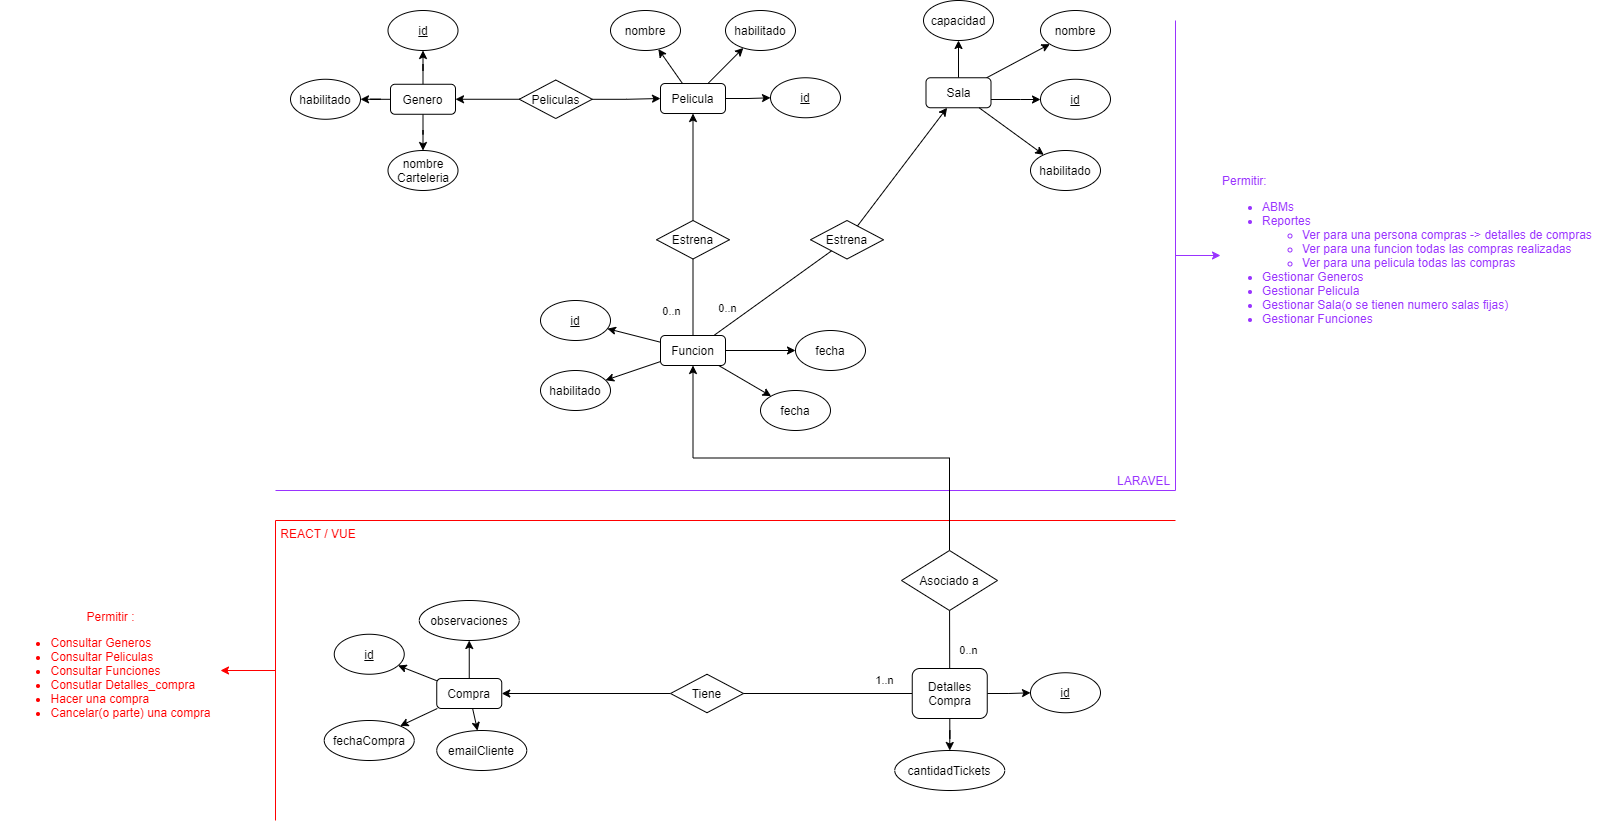 capacidad
id
nombre
habilitado
nombre
habilitado
Genero
Peliculas
Pelicula
id
Sala
id
nombre
Carteleria
habilitado
Permitir:
ABMs
Reportes
Ver para una persona compras -> detalles de compras
Ver para una funcion todas las compras realizadas
Ver para una pelicula todas las compras
Gestionar Generos
Gestionar Pelicula
Gestionar Sala(o se tienen numero salas fijas)
Gestionar Funciones
Estrena
Estrena
0..n
0..n
id
Funcion
fecha
habilitado
fecha
LARAVEL
REACT / VUE
Asociado a
Permitir :
Consultar Generos
Consultar Peliculas
Consultar Funciones
Consutlar Detalles_compra
Hacer una compra
Cancelar(o parte) una compra
observaciones
id
0..n
1..n
Compra
Tiene
Detalles
Compra
id
fechaCompra
emailCliente
cantidadTickets